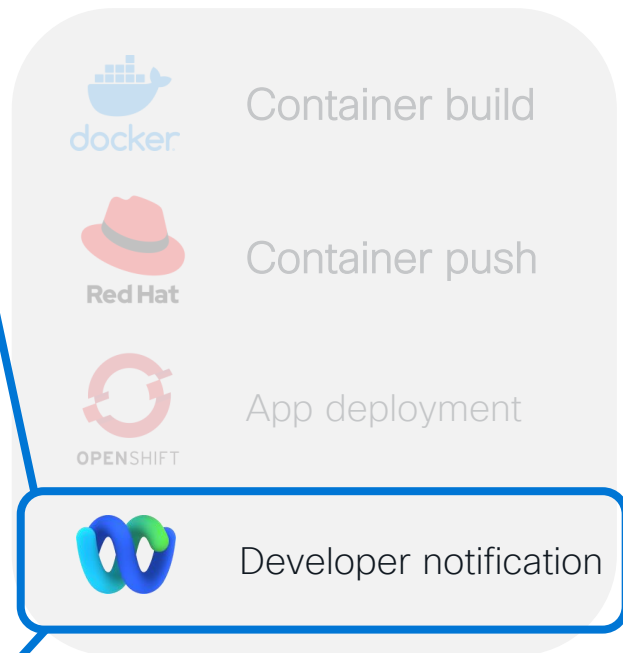 docker
Container build
Red Hat
Container push
OPENSHIFT
App deployment
Developer notification